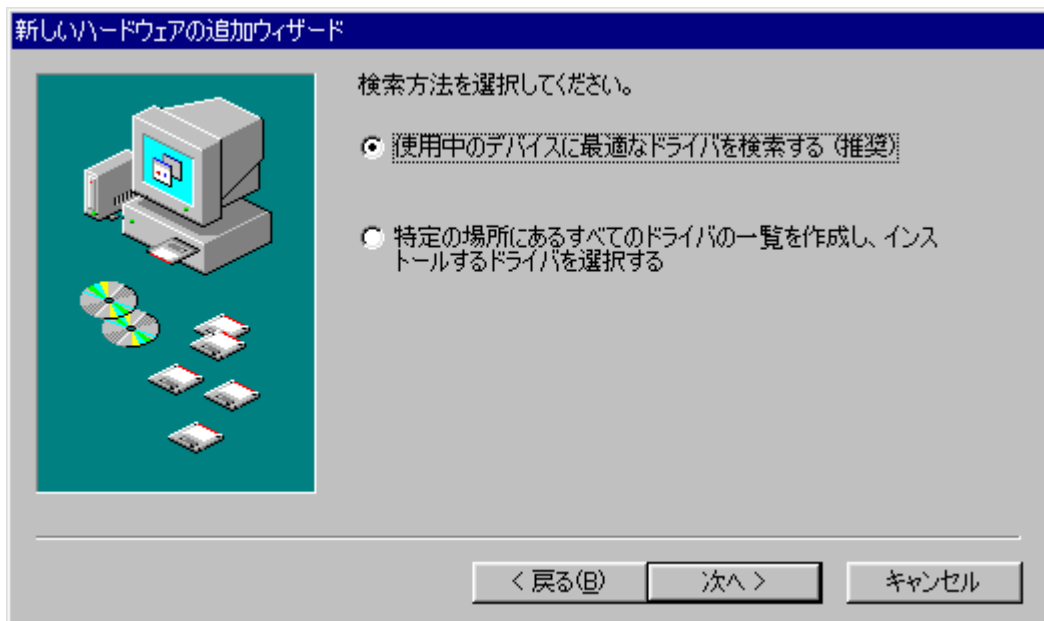 新しいハードウェアの追加ウィザード
検索方法を選択してください。
使用中のデバイスに最適なドライバを検索する (推奨)
特定の場所にあるすべてのドライバの一覧を作成し、インス
トールするドライバを選択する
< 戻る(B)
次へ >
キャンセル